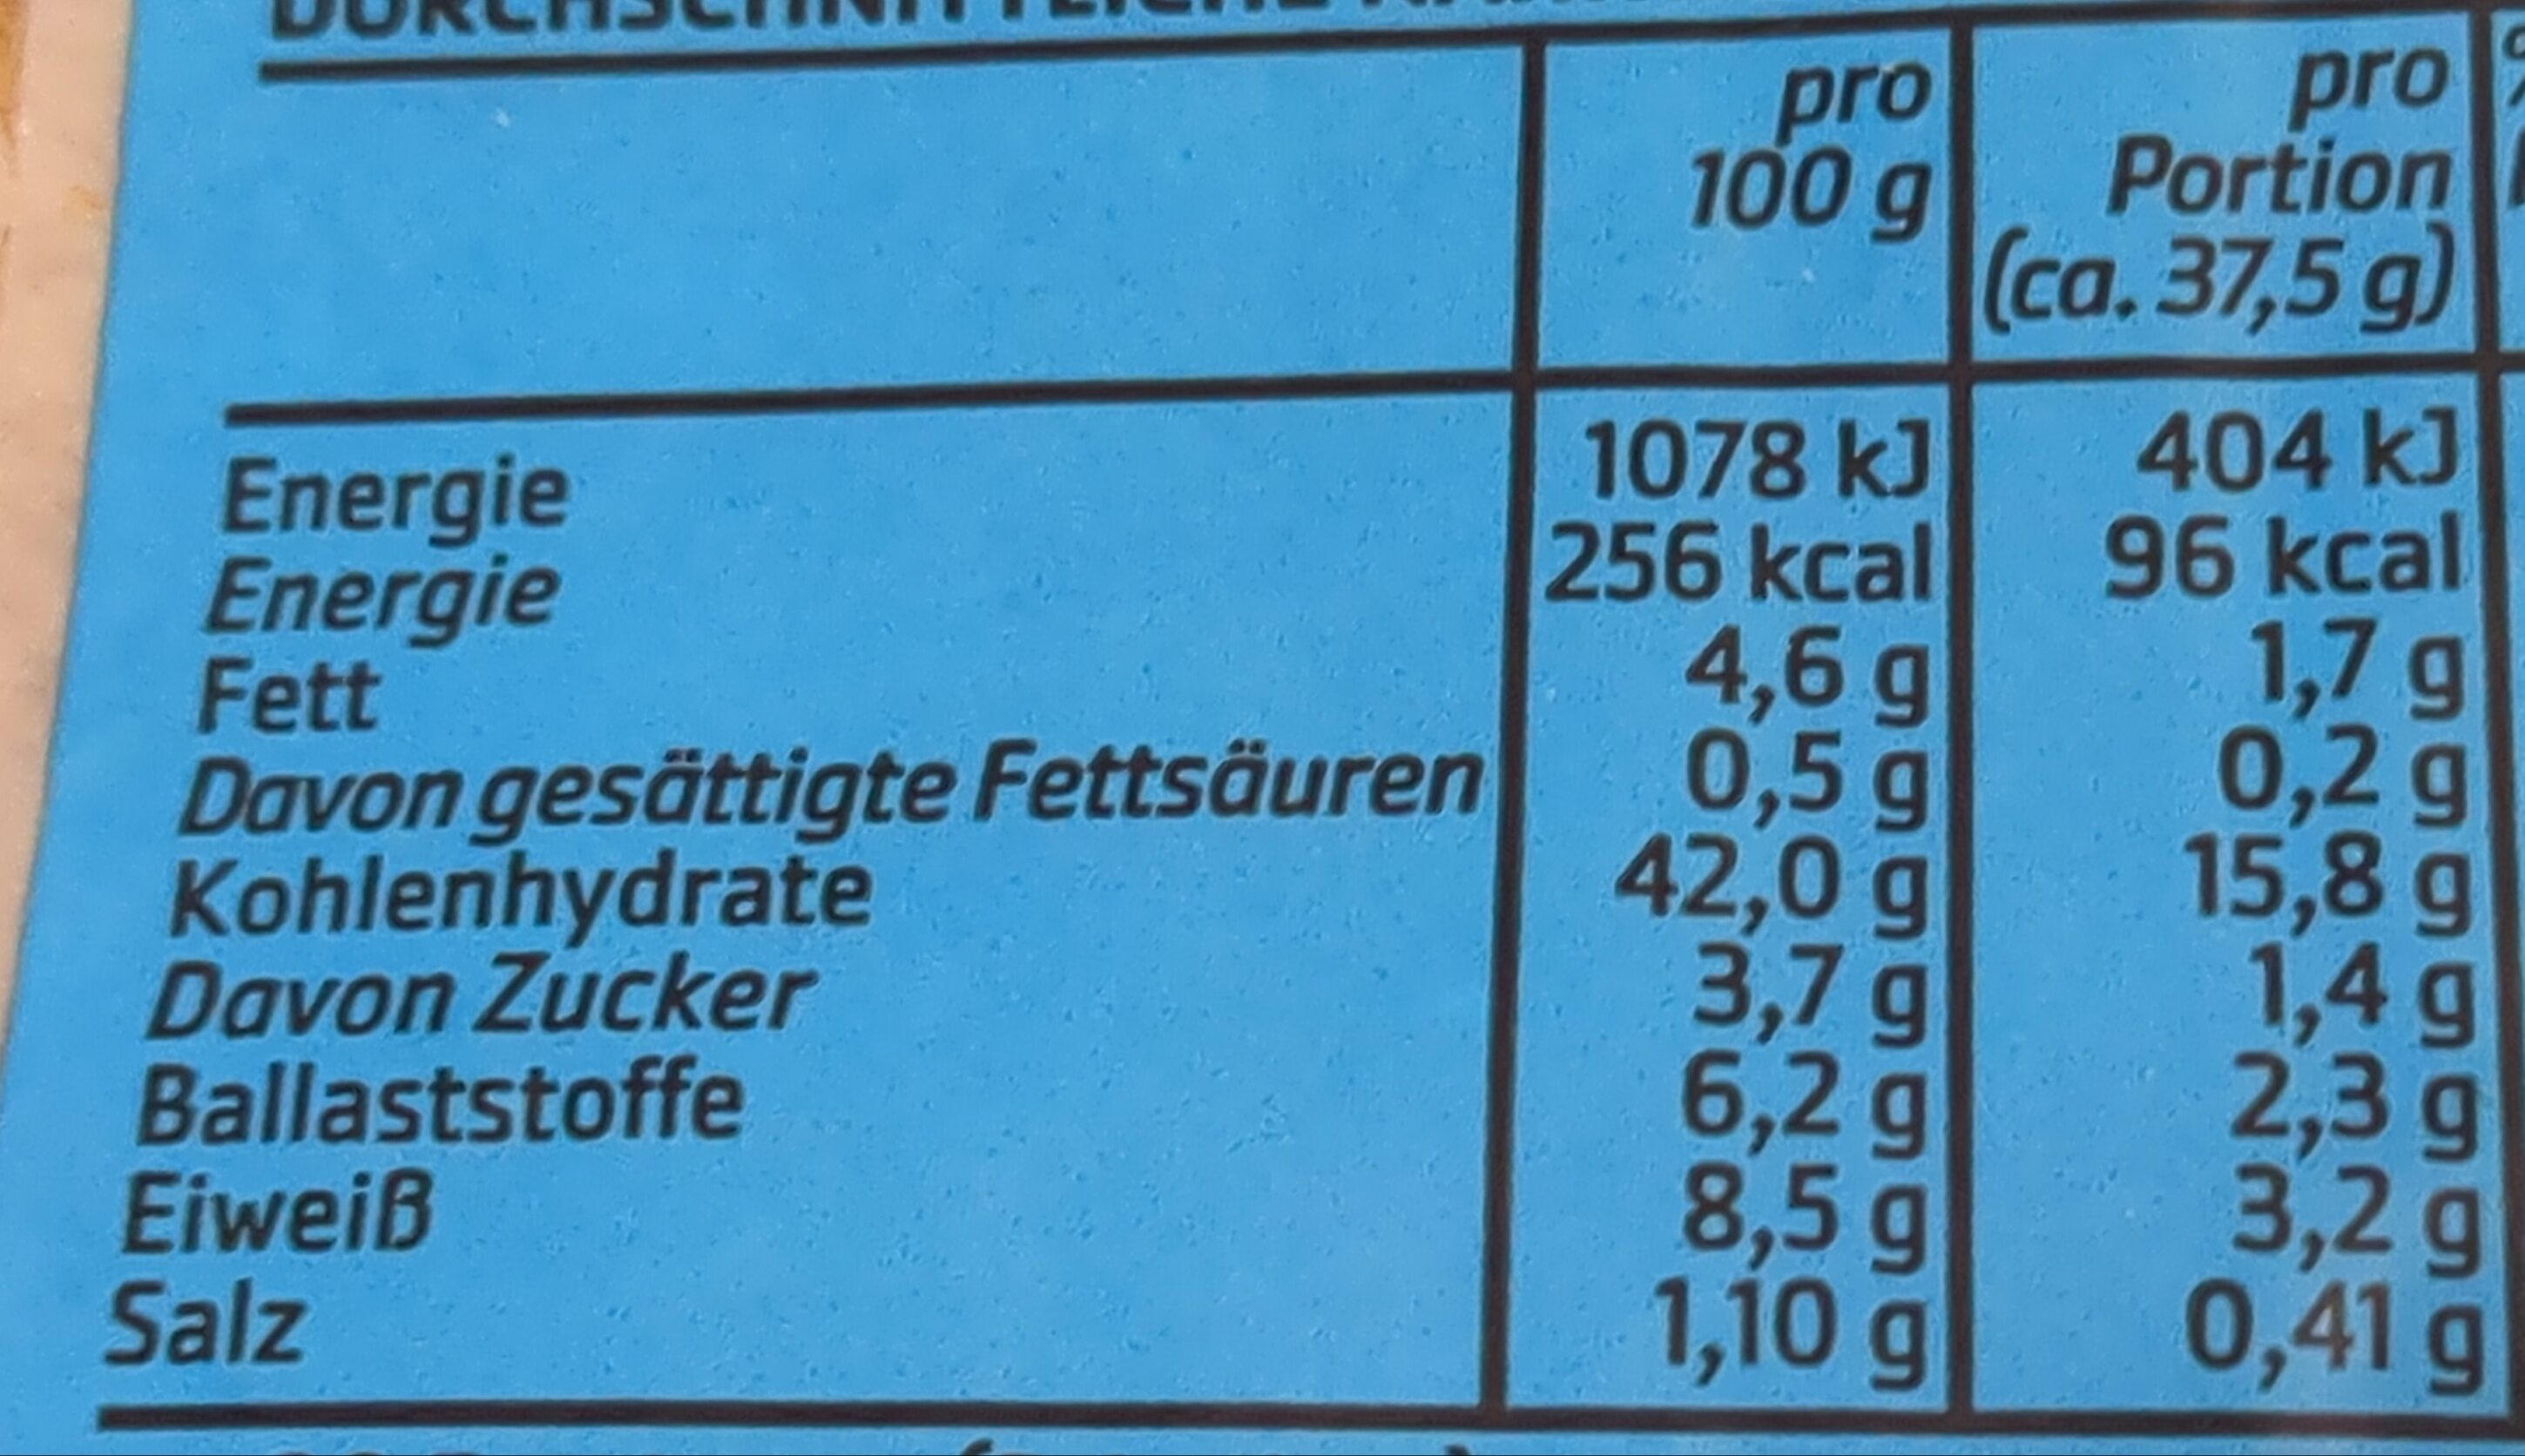 DURCHSCHNITTLICHE
pro 100 g
pro Portion (ca. 37,5 g)
%
Energie 1078 kJ 404 kJ
Energie 256 kcal 96 kcal
Fett 4,6 g 1,7 g
Davon gesättigte Fettsäuren 0,5 g 0,2 g
Kohlenhydrate 42,0 g 15,8 g
Davon Zucker 3,7 g 1,4 g
Ballaststoffe 6,2 g 2,3 g
Eiweiß 8,5 g 3,2 g
Salz 1,10 g 0,41 g